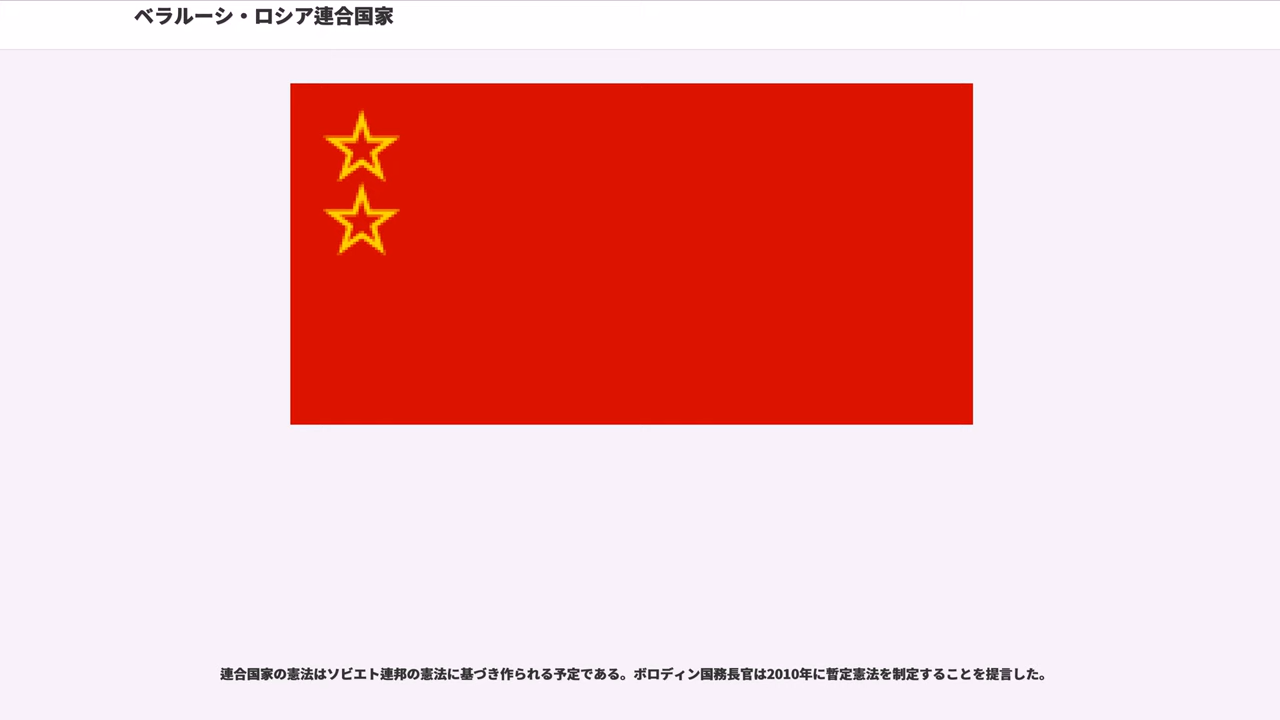 ベラルーシ・ロシア連合国家
連合国家の憲法はソビエト連邦の憲法に基づき作られる予定である。ボロディン国務長官は2010年に暫定憲法を制定することを提言した。